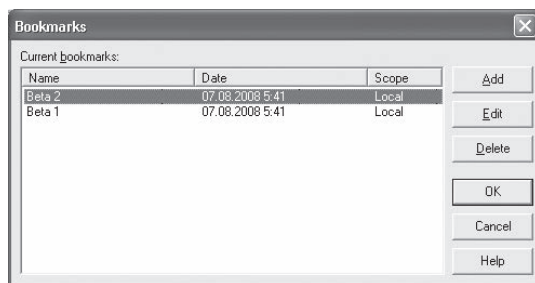 Bookmarks
Current bookmarks:
Name Date Scope
Beta 2 07.08.2008 5:41 Local
Beta 1 07.08.2008 5:41 Local
Add
Edit
Delete
OK
Cancel
Help